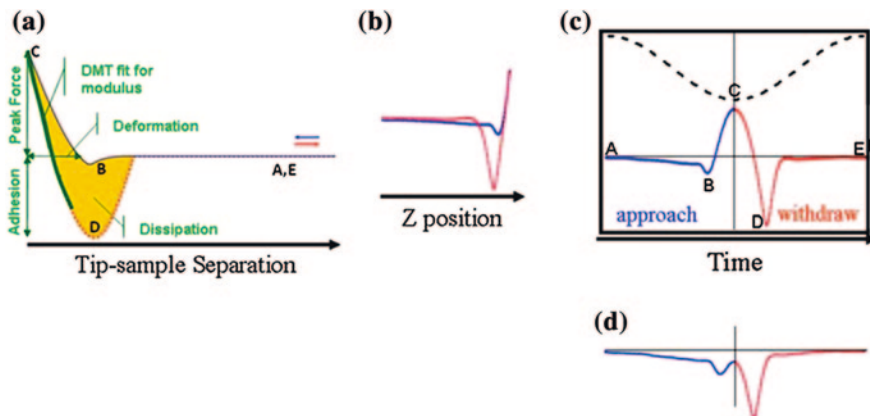 (a)
C
Peak Force
DMT fit for
modulus
Deformation
B
A,E
Adhesion
D
Dissipation
Tip-sample Separation
(b)
Z position
(c)
C
A
E
B
approach
D
withdraw
Time
(d)